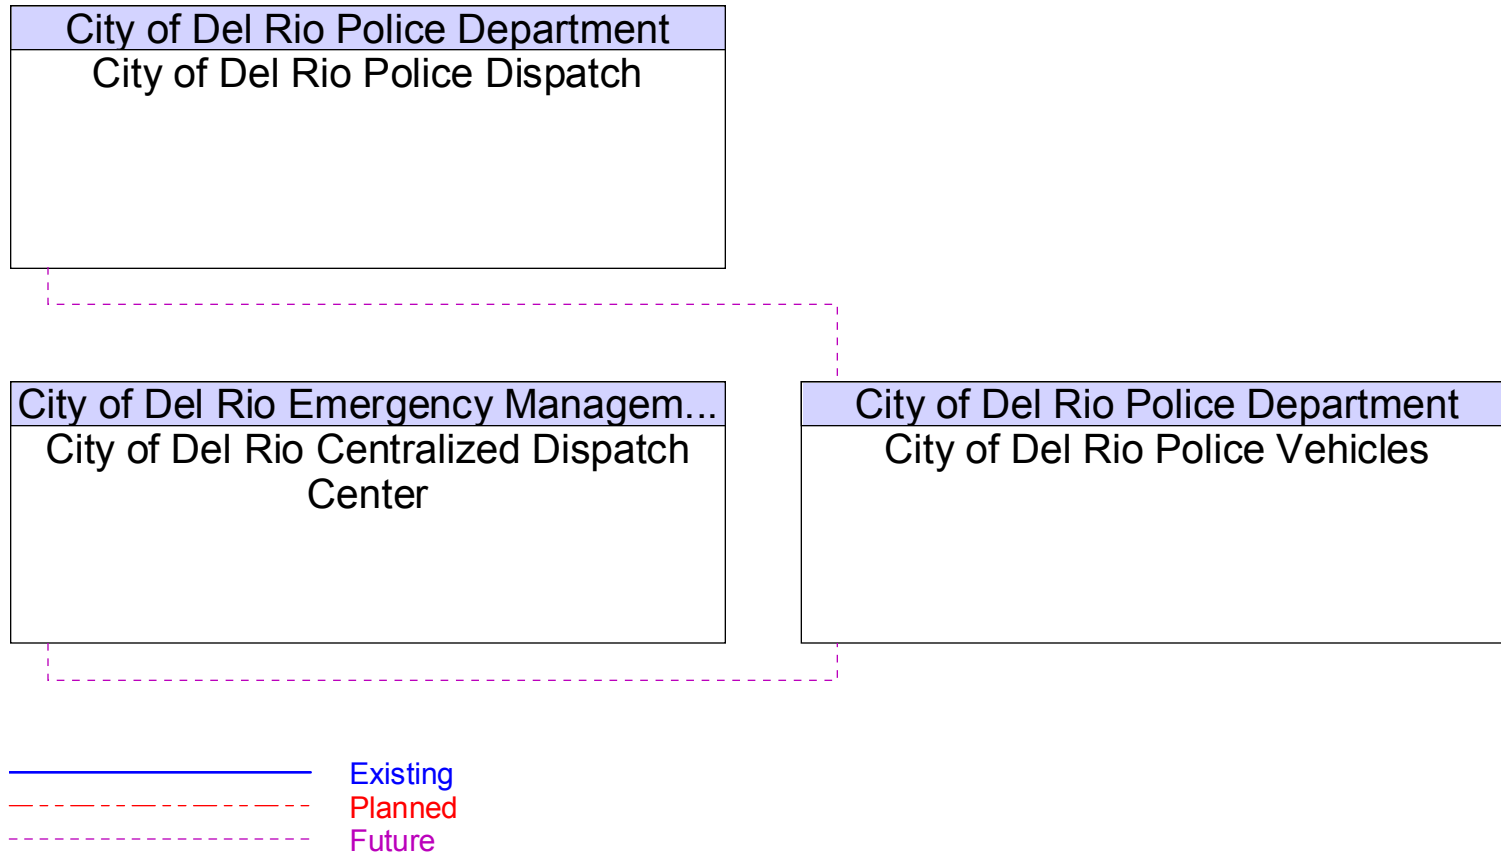 City of Del Rio Police Department
City of Del Rio Police Dispatch
City of Del Rio Emergency Managem...
City of Del Rio Centralized Dispatch
Center
City of Del Rio Police Department
City of Del Rio Police Vehicles
Existing
Planned
Future